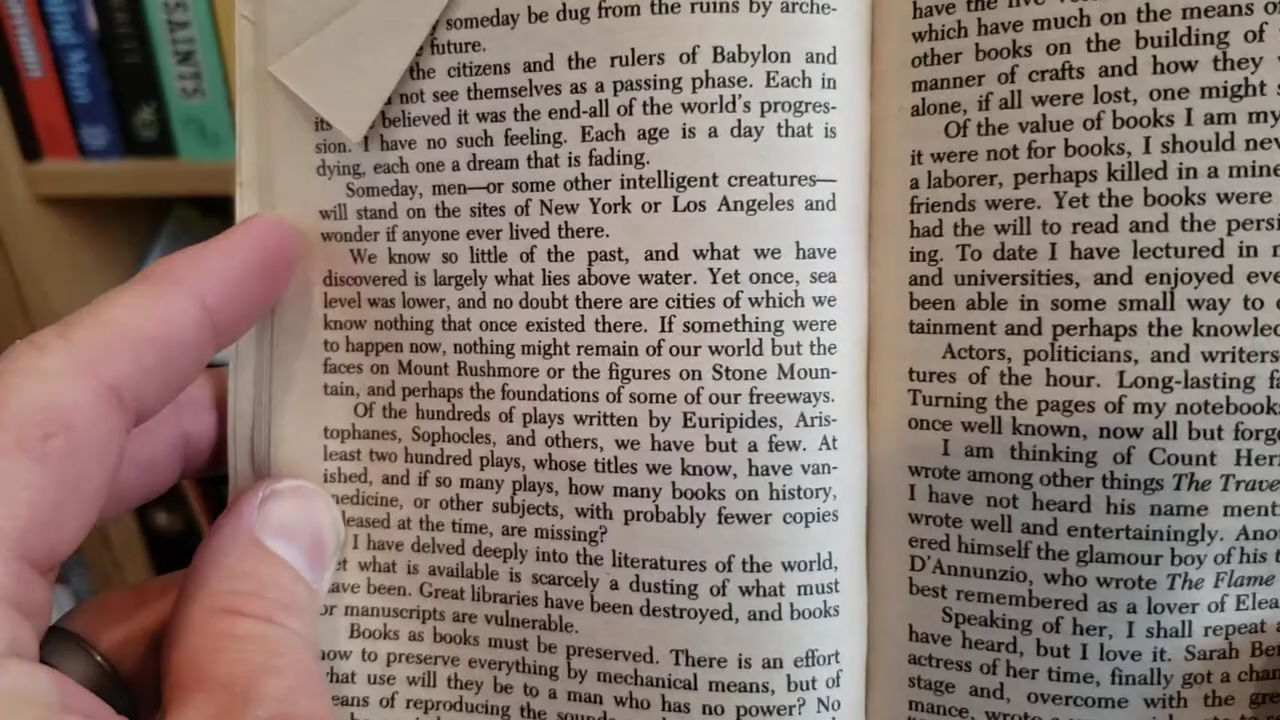 SAINTS
someday be dug from the ruins by arche-
future.
the citizens and the rulers of Babylon and
not see themselves as a passing phase. Each in
its believed it was the end-all of the world's progres-
sion. I have no such feeling. Each age is a day that is
dying, each one a dream that is fading.
Someday, men—or some other intelligent creatures—
will stand on the sites of New York or Los Angeles and
wonder if anyone ever lived there.
We know so little of the past, and what we have
discovered is largely what lies above water. Yet once, sea
level was lower, and no doubt there are cities of which we
know nothing that once existed there. If something were
to happen now, nothing might remain of our world but the
faces on Mount Rushmore or the figures on Stone Moun-
tain, and perhaps the foundations of some of our freeways.
Of the hundreds of plays written by Euripides, Aris-
tophanes, Sophocles, and others, we have but a few. At
least two hundred plays, whose titles we know, have van-
ished, and if so many plays, how many books on history,
medicine, or other subjects, with probably fewer copies
leased at the time, are missing?
I have delved deeply into the literatures of the world,
et what is available is scarcely a dusting of what must
ave been. Great libraries have been destroyed, and books
or manuscripts are vulnerable.
Books as books must be preserved. There is an effort
now to preserve everything by mechanical means, but of
hat use will they be to a man who has no power? No
eans of reproducing the sounds
have the
which have much on the means of
other books on the building of
manner of crafts and how they
alone, if all were lost, one might
Of the value of books I am my
it were not for books, I should nev
a laborer, perhaps killed in a mine
friends were. Yet the books were
had the will to read and the persi
ing. To date I have lectured in
and universities, and enjoyed eve
been able in some small way to
tainment and perhaps the knowled
Actors, politicians, and writers
tures of the hour. Long-lasting fa
Turning the pages of my notebook
once well known, now all but forg
I am thinking of Count Her
wrote among other things The Trave
I have not heard his name ment
wrote well and entertainingly. Ano
ered himself the glamour boy of his
D'Annunzio, who wrote The Flame
best remembered as a lover of Elea
Speaking of her, I shall repeat
have heard, but I love it. Sarah Be
actress of her time, finally got a chan
stage and, overcome with the gre
mance, wrote